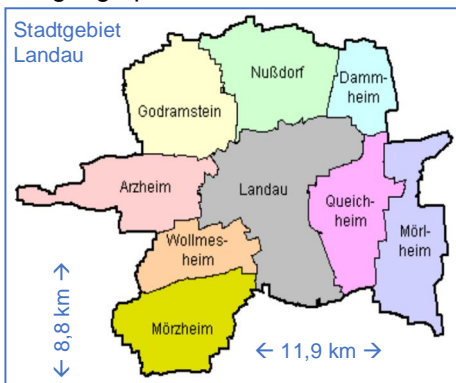 Stadtgebiet
Landau
Nußdorf
Damm-
heim
Godramstein
Arzheim
Landau
Queich-
heim
Mörl-
heim
Wollmes-
heim
Mörzheim
← 8,8 km →
← 11,9 km →